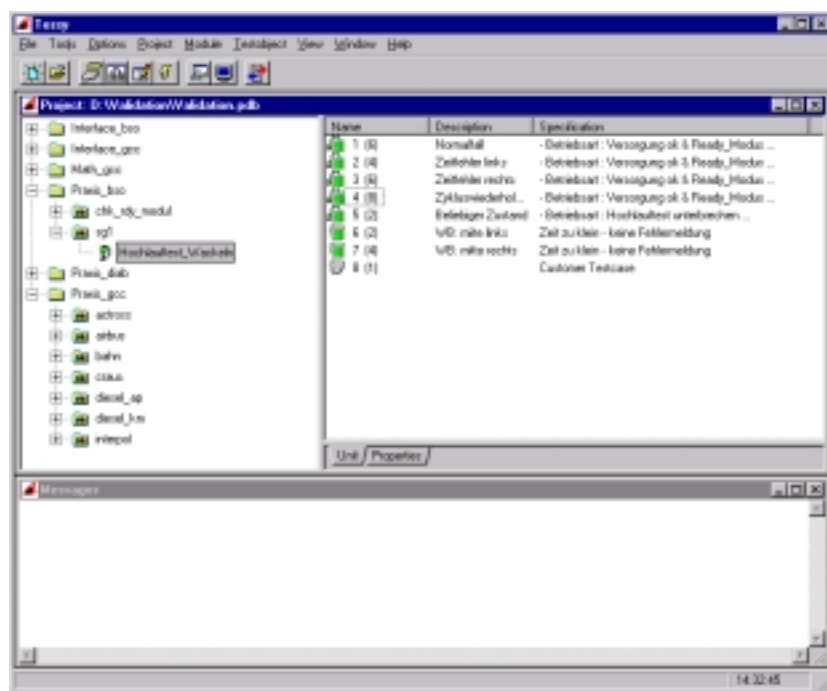 Tessy
File Tools Options Project Module Testobject View Window Help
Project: D:\Validation\Validation.pdb
Interface_bso
Interface_gcc
Math_gcc
Praxis_bso
chk_rdy_modul
sg1
Hochlauftest_Wackeln
Praxis_diab
Praxis_gcc
actross
airbus
bahn
diesel_ap
diesel_km
interpol
Name Description Specification
1 (6) Normalfall - Betriebsart : Versorgung ok & Ready_Modus ...
2 (4) Zeitfehler links - Betriebsart : Versorgung ok & Ready_Modus ...
3 (6) Zeitfehler rechts - Betriebsart : Versorgung ok & Ready_Modus ...
4 (8) Zykluswiederhol... - Betriebsart : Versorgung ok & Ready_Modus ...
5 (2) Beliebiger Zustand - Betriebsart : Hochlauftest unterbrechen ...
6 (2) WB: mitte links Zeit zu klein - keine Fehlermeldung
7 (4) WB: mitte rechts Zeit zu klein - keine Fehlermeldung
8 (1) Customer Testcase
Unit Properties
Messages
14:32:45